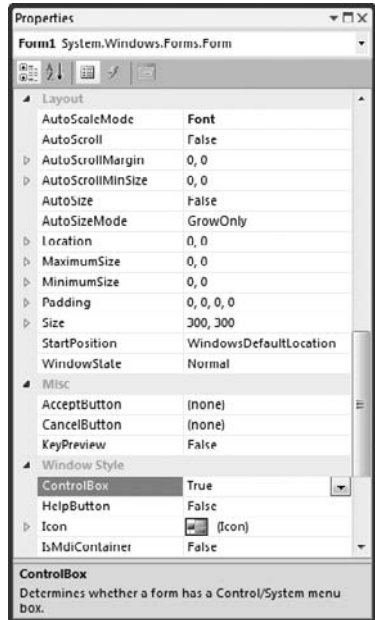 Properties
Form1 System.Windows.Forms.Form
Layout
AutoScaleMode Font
AutoScroll False
AutoScrollMargin 0, 0
AutoScrollMinSize 0, 0
AutoSize False
AutoSizeMode GrowOnly
Location 0, 0
MaximumSize 0, 0
MinimumSize 0, 0
Padding 0, 0, 0, 0
Size 300, 300
StartPosition WindowsDefaultLocation
WindowState Normal
Misc
AcceptButton (none)
CancelButton (none)
KeyPreview False
Window Style
ControlBox True
HelpButton False
Icon (Icon)
IsMdiContainer False
ControlBox
Determines whether a form has a Control/System menu
box.